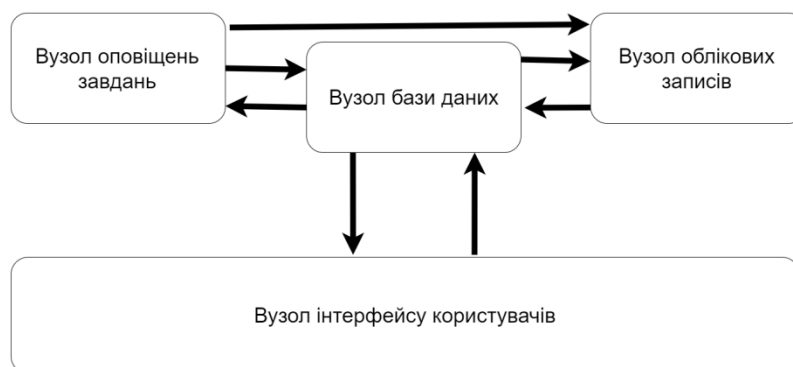 Вузол оповіщень
завдань
Вузол бази даних
Вузол облікових
записів
Вузол інтерфейсу користувачів